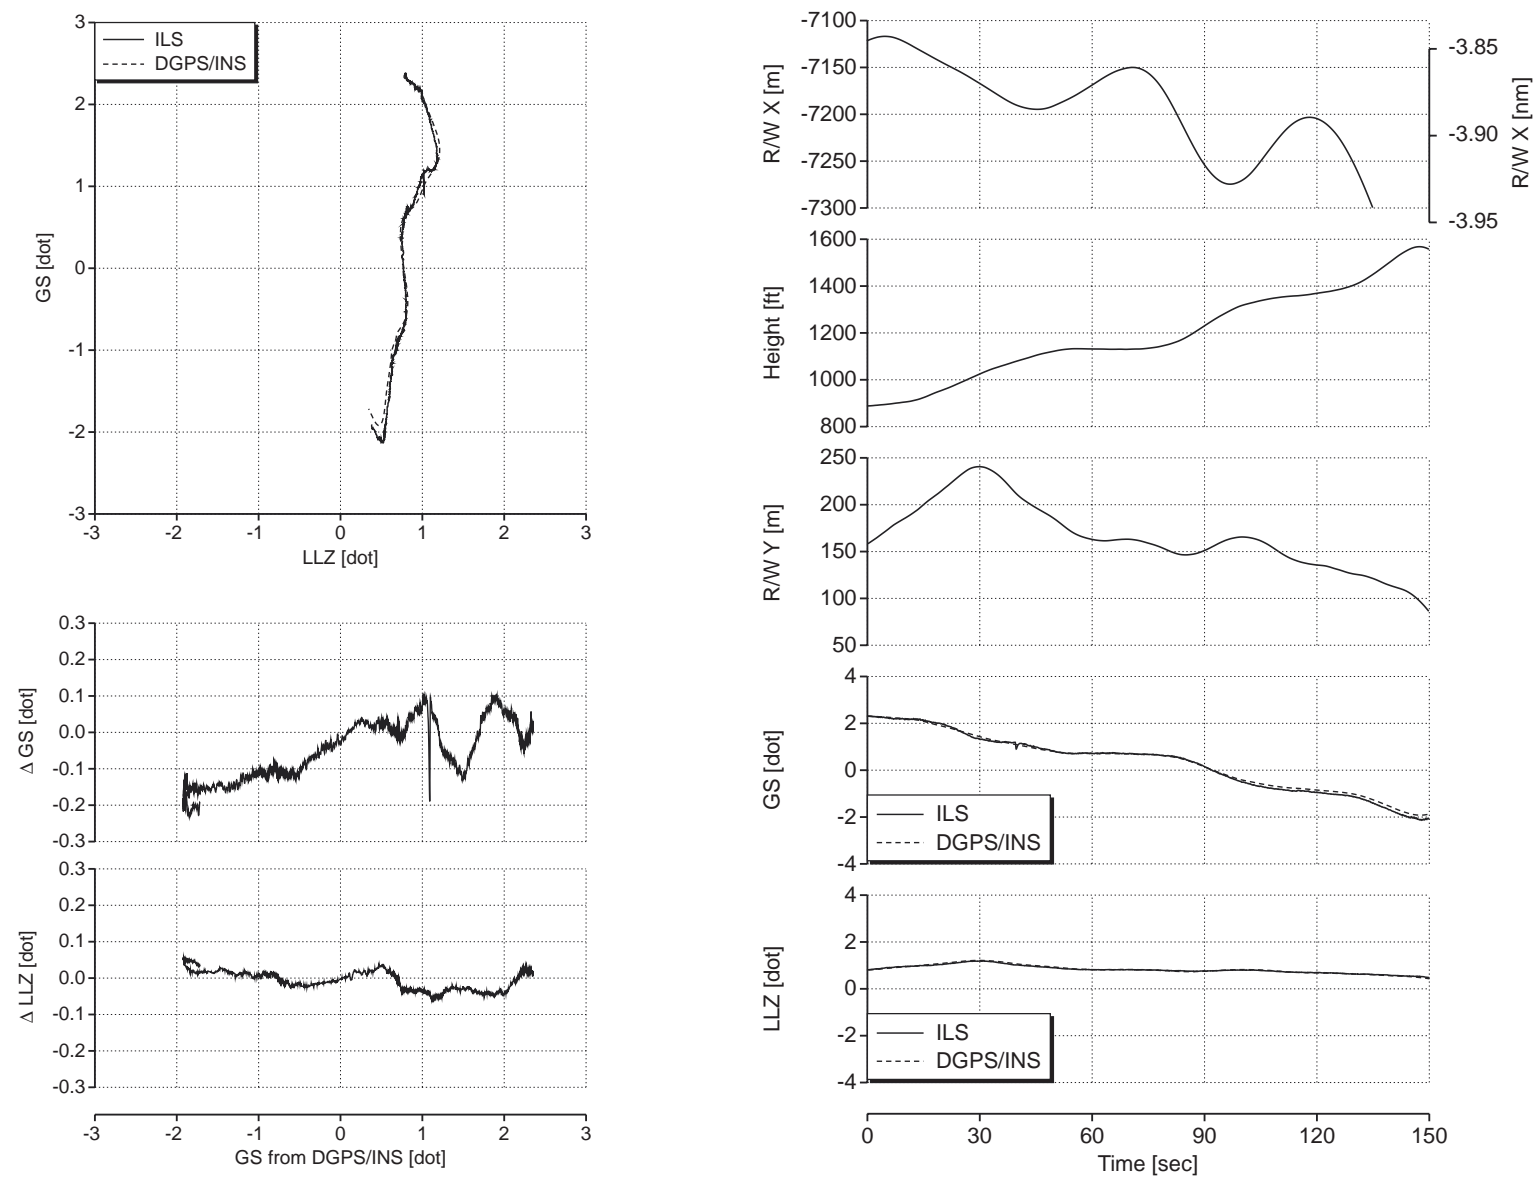 3
2
1
0
-1
-2
-3
GS [dot]
ILS
DGPS/INS
-3 -2 -1 0 1 2 3
LLZ [dot]
0.3
0.2
0.1
0.0
-0.1
-0.2
-0.3
Δ GS [dot]
0.3
0.2
0.1
0.0
-0.1
-0.2
-0.3
Δ LLZ [dot]
-3 -2 -1 0 1 2 3
GS from DGPS/INS [dot]
-7100
-7150
-7200
-7250
-7300
R/W X [m]
-3.85
-3.90
-3.95
R/W X [nm]
1600
1400
1200
1000
800
Height [ft]
250
200
150
100
50
R/W Y [m]
4
2
0
-2
-4
GS [dot]
ILS
DGPS/INS
4
2
0
-2
-4
LLZ [dot]
ILS
DGPS/INS
0 30 60 90 120 150
Time [sec]